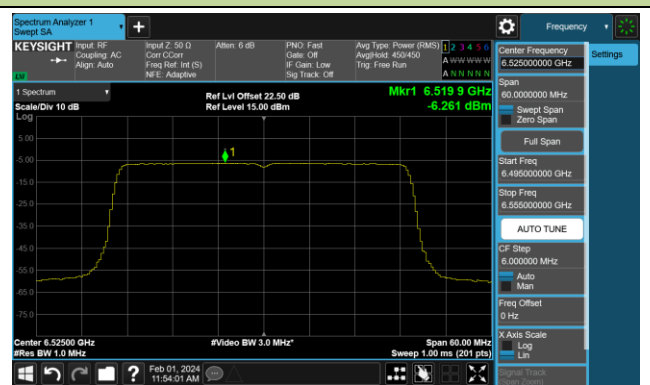 Spectrum Analyzer 1
Swept SA
Frequency
KEYSIGHT
Input: RF
Coupling: AC
Align: Auto
Input Z: 50 Ω
Corr CCorr
Freq Ref: Int (S)
NFE: Adaptive
Atten: 6 dB
PNO: Fast
Gate: Off
IF Gain: Low
Sig Track: Off
Avg Type: Power (RMS)
Avg|Hold: 450/450
Trig: Free Run
1 2 3 4 5 6
A W W W W W
A N N N N N
LW
1 Spectrum
Scale/Div 10 dB
Log
Ref Lvl Offset 22.50 dB
Ref Level 15.00 dBm
Mkr1 6.519 9 GHz
-6.261 dBm
1
5.00
-5.00
-15.0
-25.0
-35.0
-45.0
-55.0
-65.0
-75.0
Center 6.52500 GHz
#Res BW 1.0 MHz
#Video BW 3.0 MHz*
Span 60.00 MHz
Sweep 1.00 ms (201 pts)
Feb 01, 2024
11:54:01 AM
Center Frequency
6.525000000 GHz
Settings
Span
60.0000000 MHz
Swept Span
Zero Span
Full Span
Start Freq
6.495000000 GHz
Stop Freq
6.555000000 GHz
AUTO TUNE
CF Step
6.000000 MHz
Auto
Man
Freq Offset
0 Hz
X Axis Scale
Log
Lin
Signal Track
(Span Zoom)